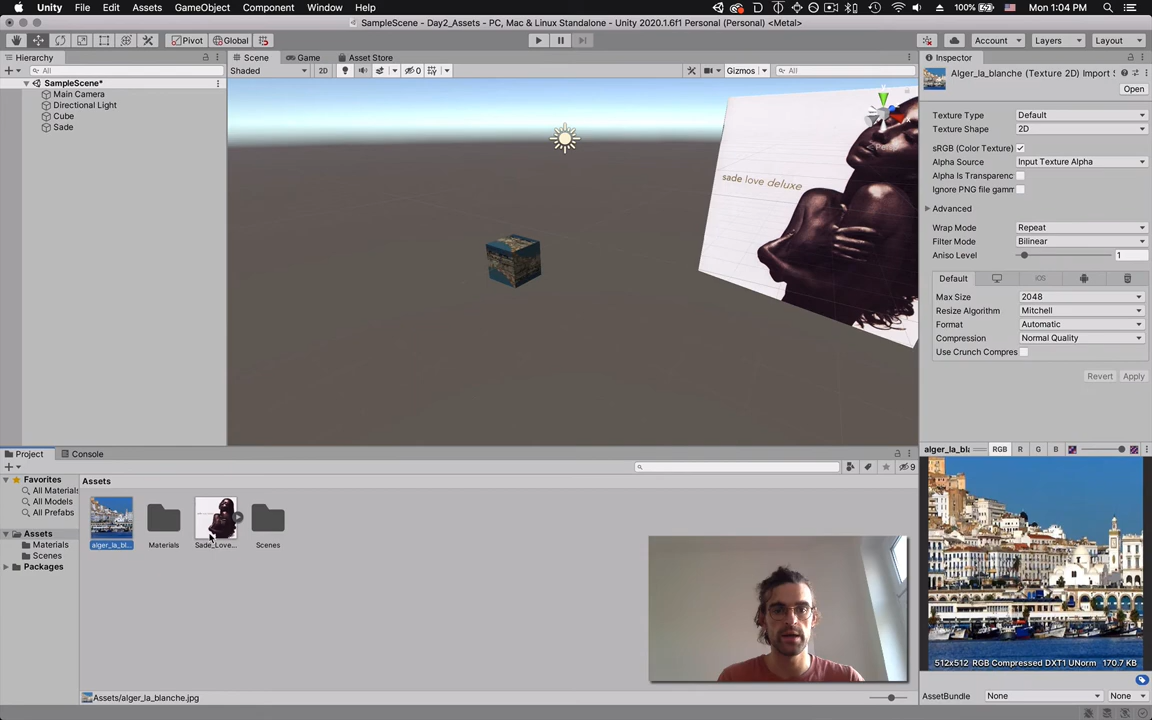 Unity File Edit Assets GameObject Component Window Help 100% Mon 1:04 PM
SampleScene - Day2_Assets - PC, Mac & Linux Standalone - Unity 2020.1.6f1 Personal (Personal) <Metal>
Pivot Global Account Layers Layout
Hierarchy Scene Game Asset Store Inspector
All Shaded 2D 0 Gizmos All
Alger_la_blanche (Texture 2D) Import S
Open
SampleScene*
Main Camera
Directional Light
Cube
Sade
sade love deluxe
Persp
Texture Type Default
Texture Shape 2D
sRGB (Color Texture)
Alpha Source Input Texture Alpha
Alpha Is Transparenc
Ignore PNG file gamm
Advanced
Wrap Mode Repeat
Filter Mode Bilinear
Aniso Level 1
Default
Max Size 2048
Resize Algorithm Mitchell
Format Automatic
Compression Normal Quality
Use Crunch Compres
Revert Apply
Project Console
9
Favorites
All Materials
All Models
All Prefabs
Assets
Materials
Scenes
Packages
Assets
alger_la_bl...
Materials
Sade_Love...
Scenes
Assets/alger_la_blanche.jpg
alger_la_bla RGB R G B
512x512 RGB Compressed DXT1 UNorm 170.7 KB
AssetBundle None None